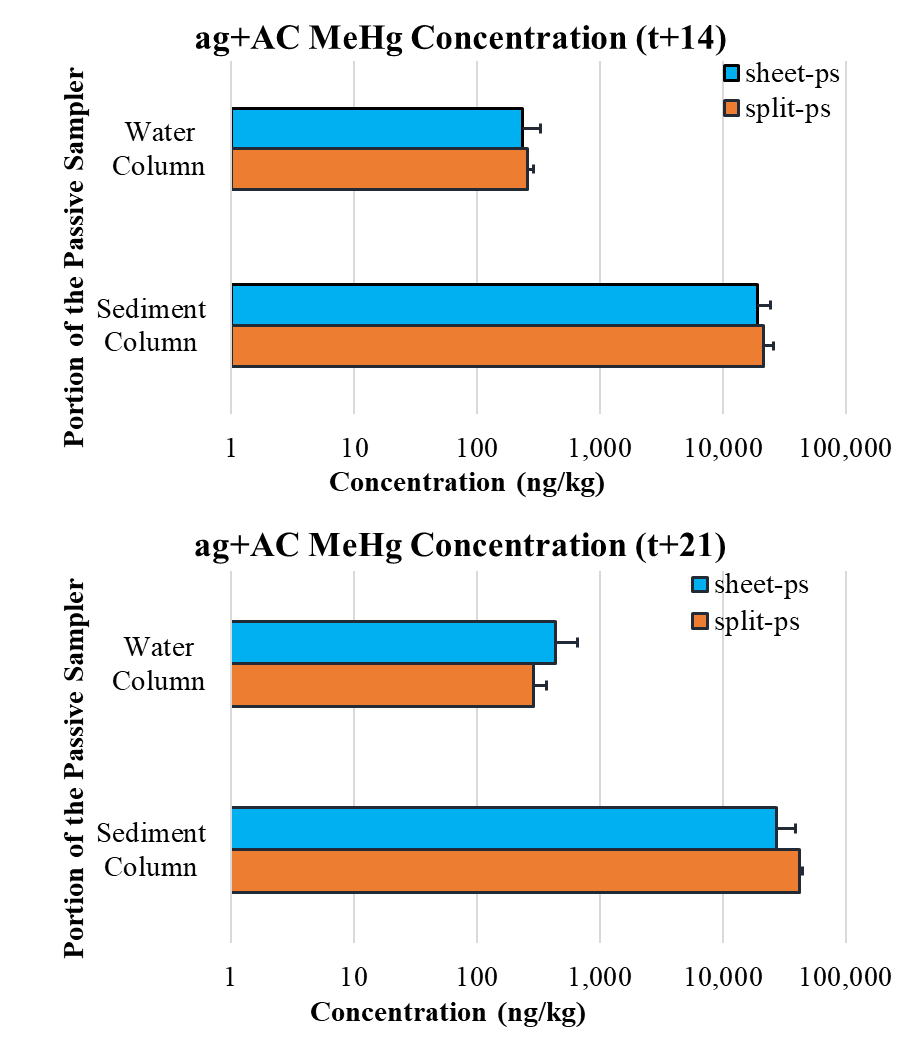 ag+AC MeHg Concentration (t+14)
sheet-ps
split-ps
Portion of the Passive Sampler
Water
Column
Sediment
Column
1 10 100 1,000 10,000 100,000
Concentration (ng/kg)
ag+AC MeHg Concentration (t+21)
sheet-ps
split-ps
Portion of the Passive Sampler
Water
Column
Sediment
Column
1 10 100 1,000 10,000 100,000
Concentration (ng/kg)